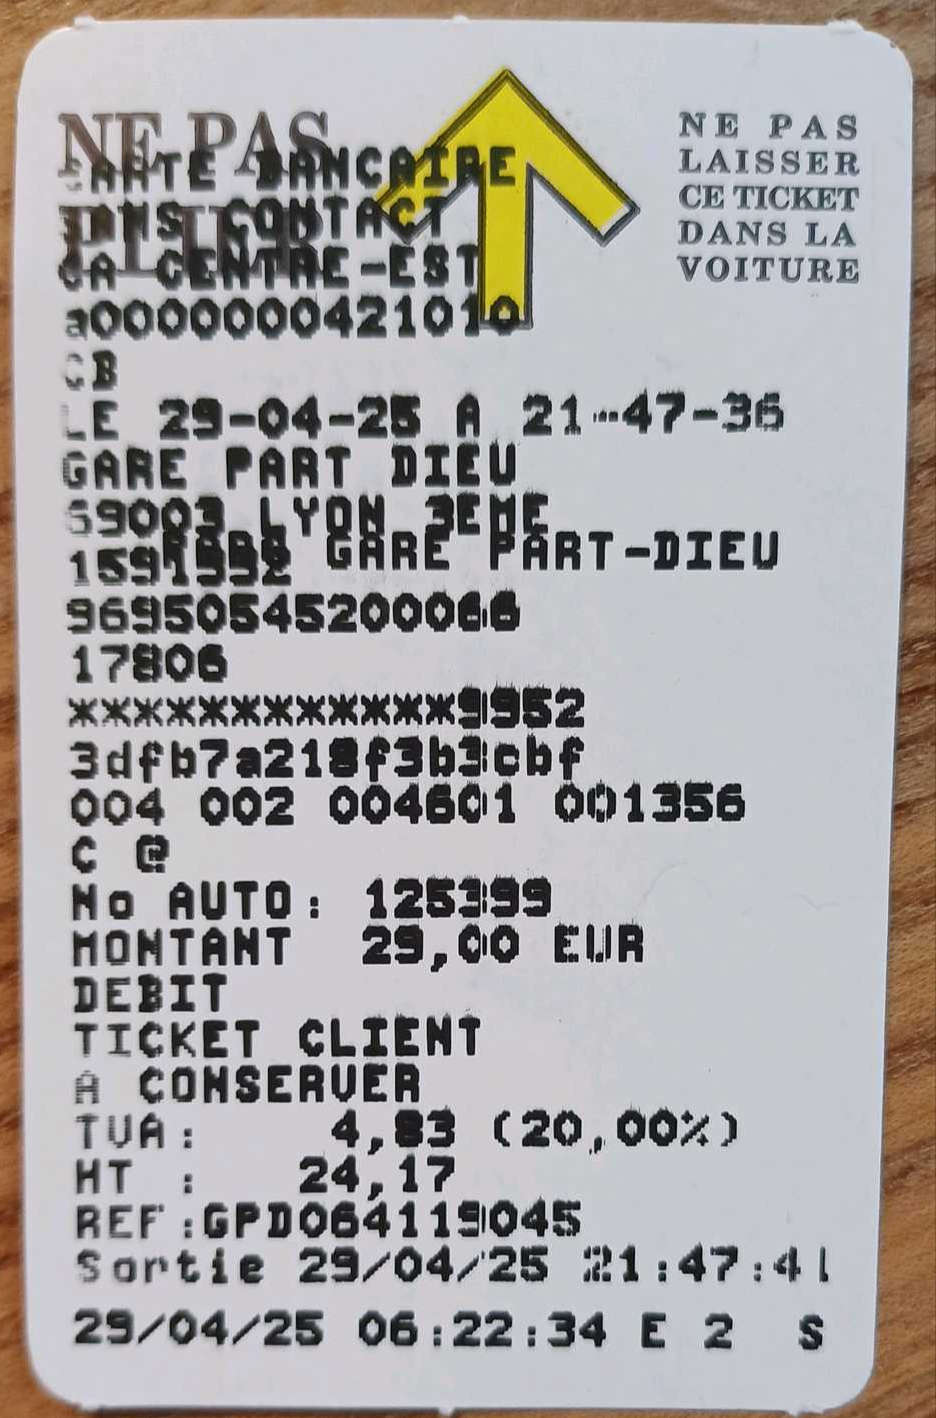 NE PAS
PLIER
NE PAS
LAISSER
CE TICKET
DANS LA
VOITURE
CARTE BANCAIRE
SANS CONTACT
CA CENTRE-EST
a0000000421010
CB
LE 29-04-25 A 21-47-36
GARE PART DIEU
69003 LYON 3EME
GARE PART-DIEU
1591992
96950545200066
17806
************9952
3dfb7a218f3b3cbf
004 002 004601 001356
C @
No AUTO: 125399
MONTANT 29,00 EUR
DEBIT
TICKET CLIENT
A CONSERVER
TVA: 4,83 (20,00%)
HT : 24,17
REF:GPD064119045
Sortie 29/04/25 21:47:41
29/04/25 06:22:34 E 2 S